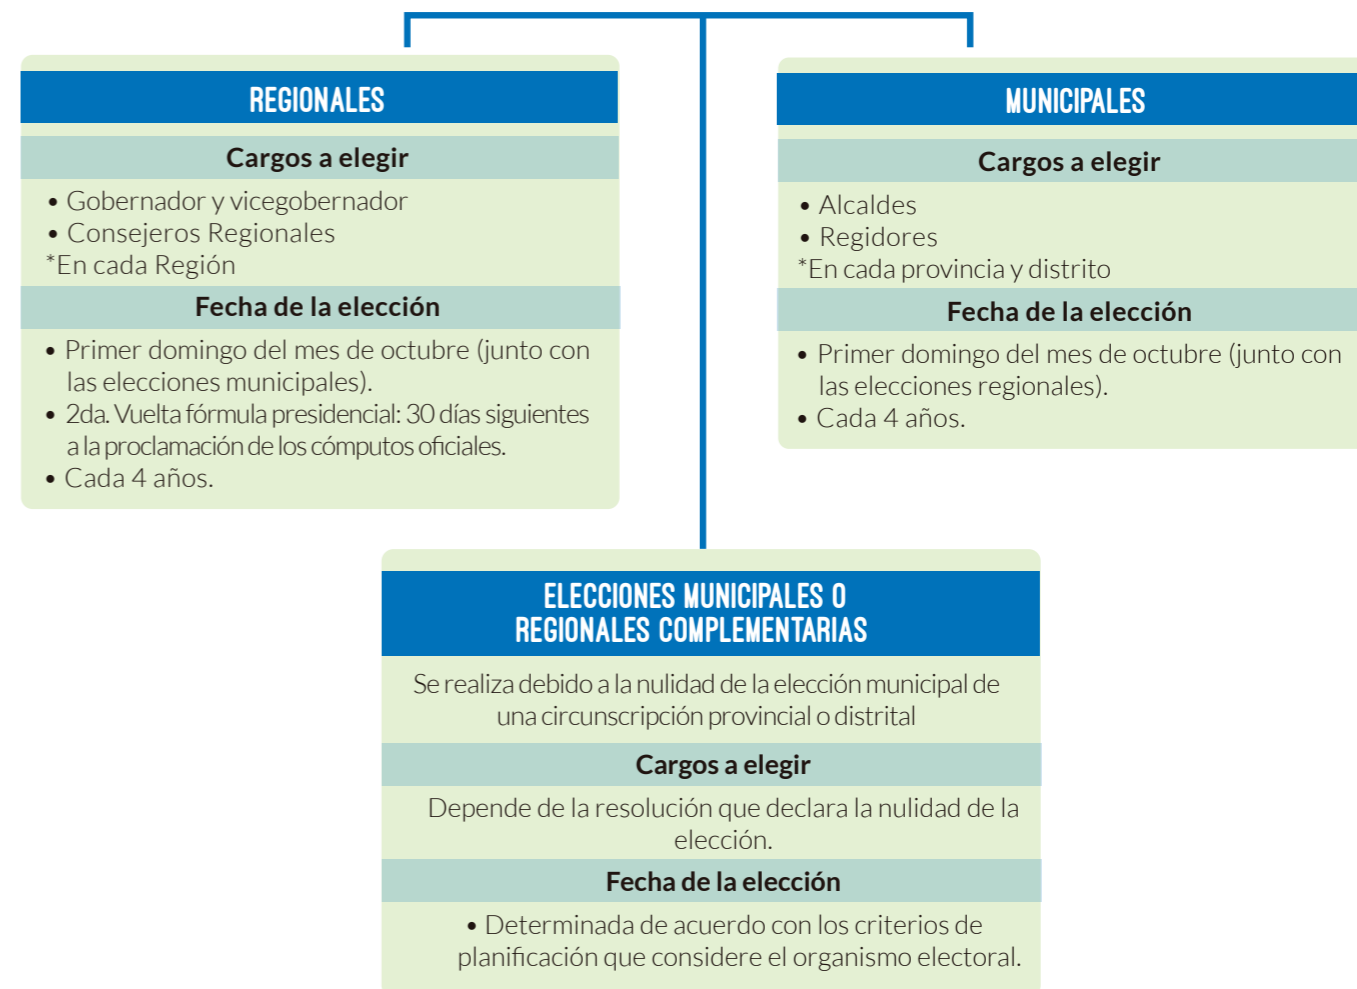 REGIONALES
Cargos a elegir
• Gobernador y vicegobernador
• Consejeros Regionales
*En cada Región
Fecha de la elección
• Primer domingo del mes de octubre (junto con
las elecciones municipales).
• 2da. Vuelta fórmula presidencial: 30 días siguientes
a la proclamación de los cómputos oficiales.
• Cada 4 años.
MUNICIPALES
Cargos a elegir
• Alcaldes
• Regidores
*En cada provincia y distrito
Fecha de la elección
• Primer domingo del mes de octubre (junto con
las elecciones regionales).
• Cada 4 años.
ELECCIONES MUNICIPALES O
REGIONALES COMPLEMENTARIAS
Se realiza debido a la nulidad de la elección municipal de
una circunscripción provincial o distrital
Cargos a elegir
Depende de la resolución que declara la nulidad de la
elección.
Fecha de la elección
• Determinada de acuerdo con los criterios de
planificación que considere el organismo electoral.